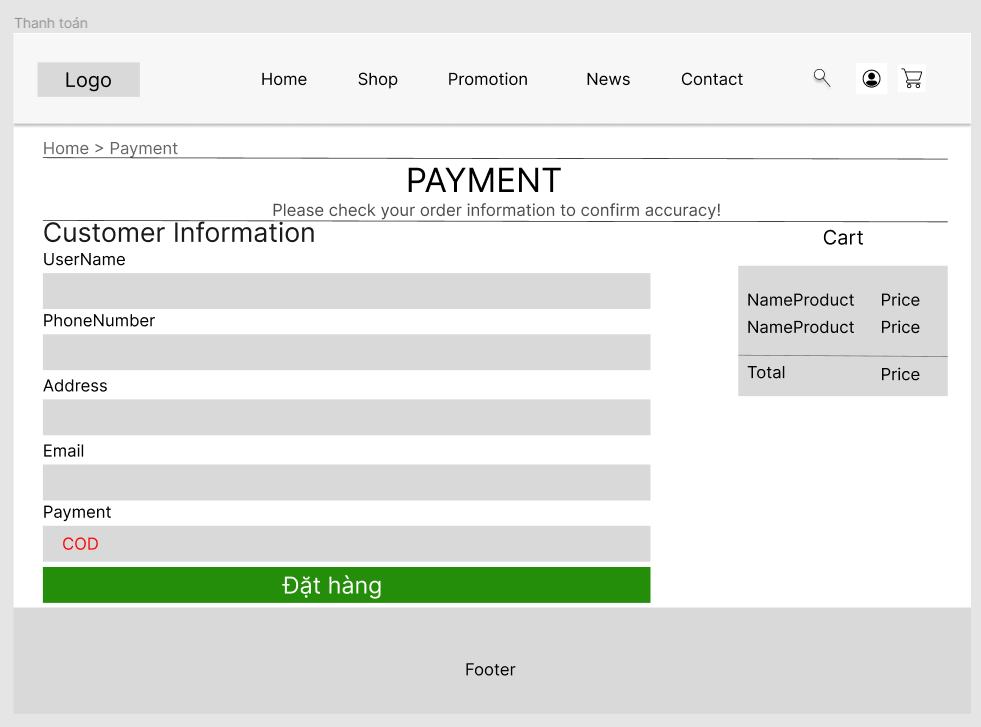 Thanh toán
Logo Home Shop Promotion News Contact
Home > Payment
PAYMENT
Please check your order information to confirm accuracy!
Customer Information
UserName
PhoneNumber
Address
Email
Payment
COD
Đặt hàng
Cart
NameProduct Price
NameProduct Price
Total Price
Footer